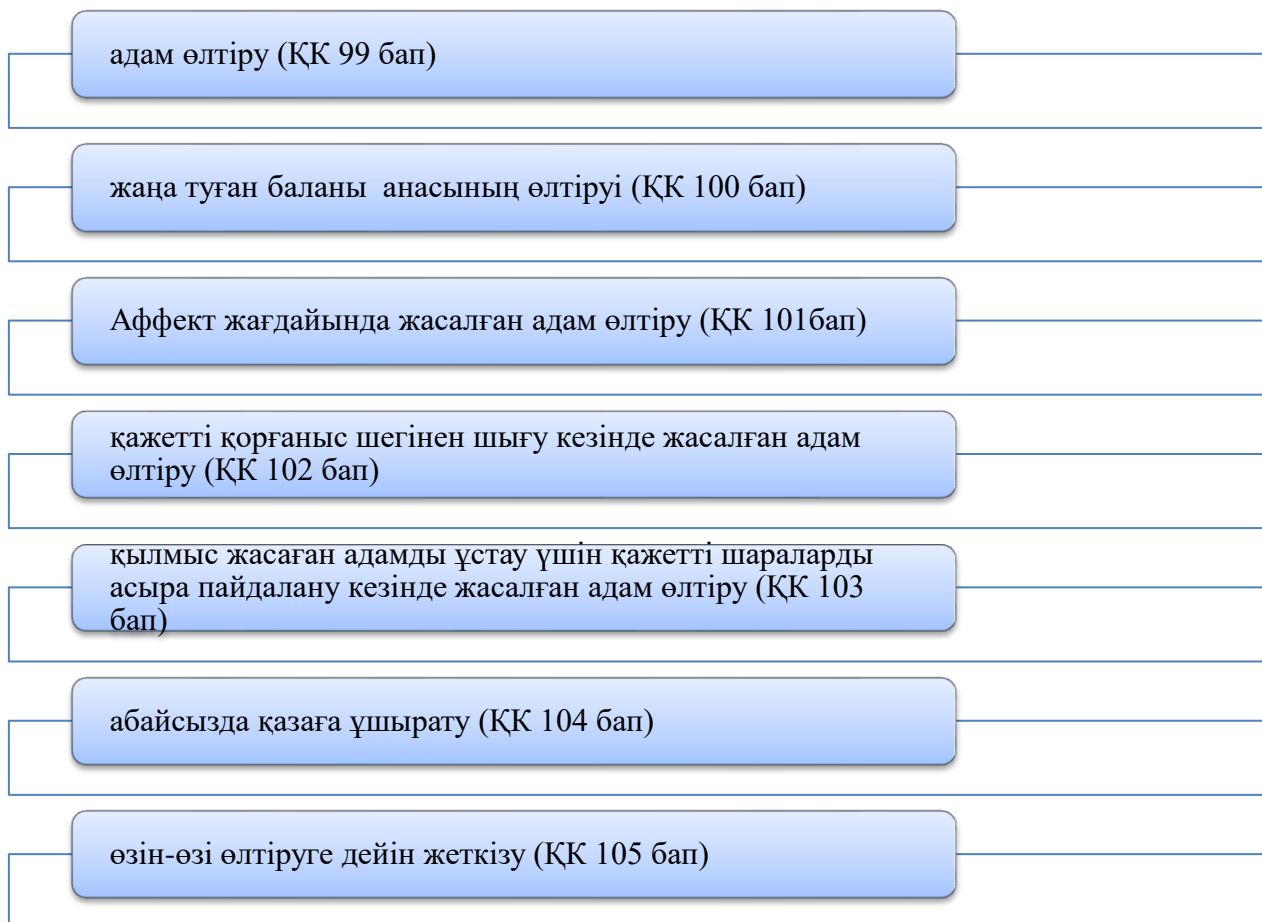 адам өлтіру (ҚК 99 бап)
жаңа туған баланы  анасының өлтіруі (ҚК 100 бап)
Аффект жағдайында жасалған адам өлтіру (ҚК 101бап)
қажетті қорғаныс шегінен шығу кезінде жасалған адам
өлтіру (ҚК 102 бап)
қылмыс жасаған адамды ұстау үшін қажетті шараларды
асыра пайдалану кезінде жасалған адам өлтіру (ҚК 103
бап)
абайсызда қазаға ұшырату (ҚК 104 бап)
өзін-өзі өлтіруге дейін жеткізу (ҚК 105 бап)